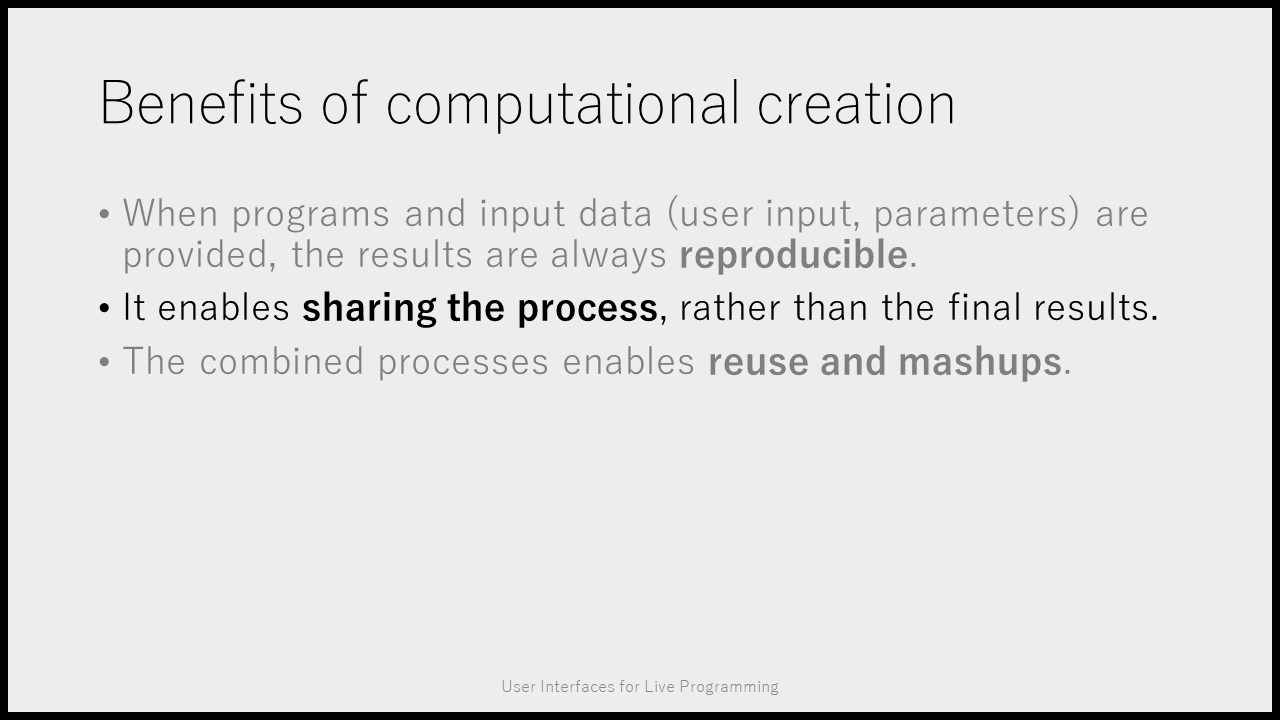 Benefits of computational creation
• When programs and input data (user input, parameters) are
provided, the results are always reproducible.
• It enables sharing the process, rather than the final results.
• The combined processes enables reuse and mashups.
User Interfaces for Live Programming